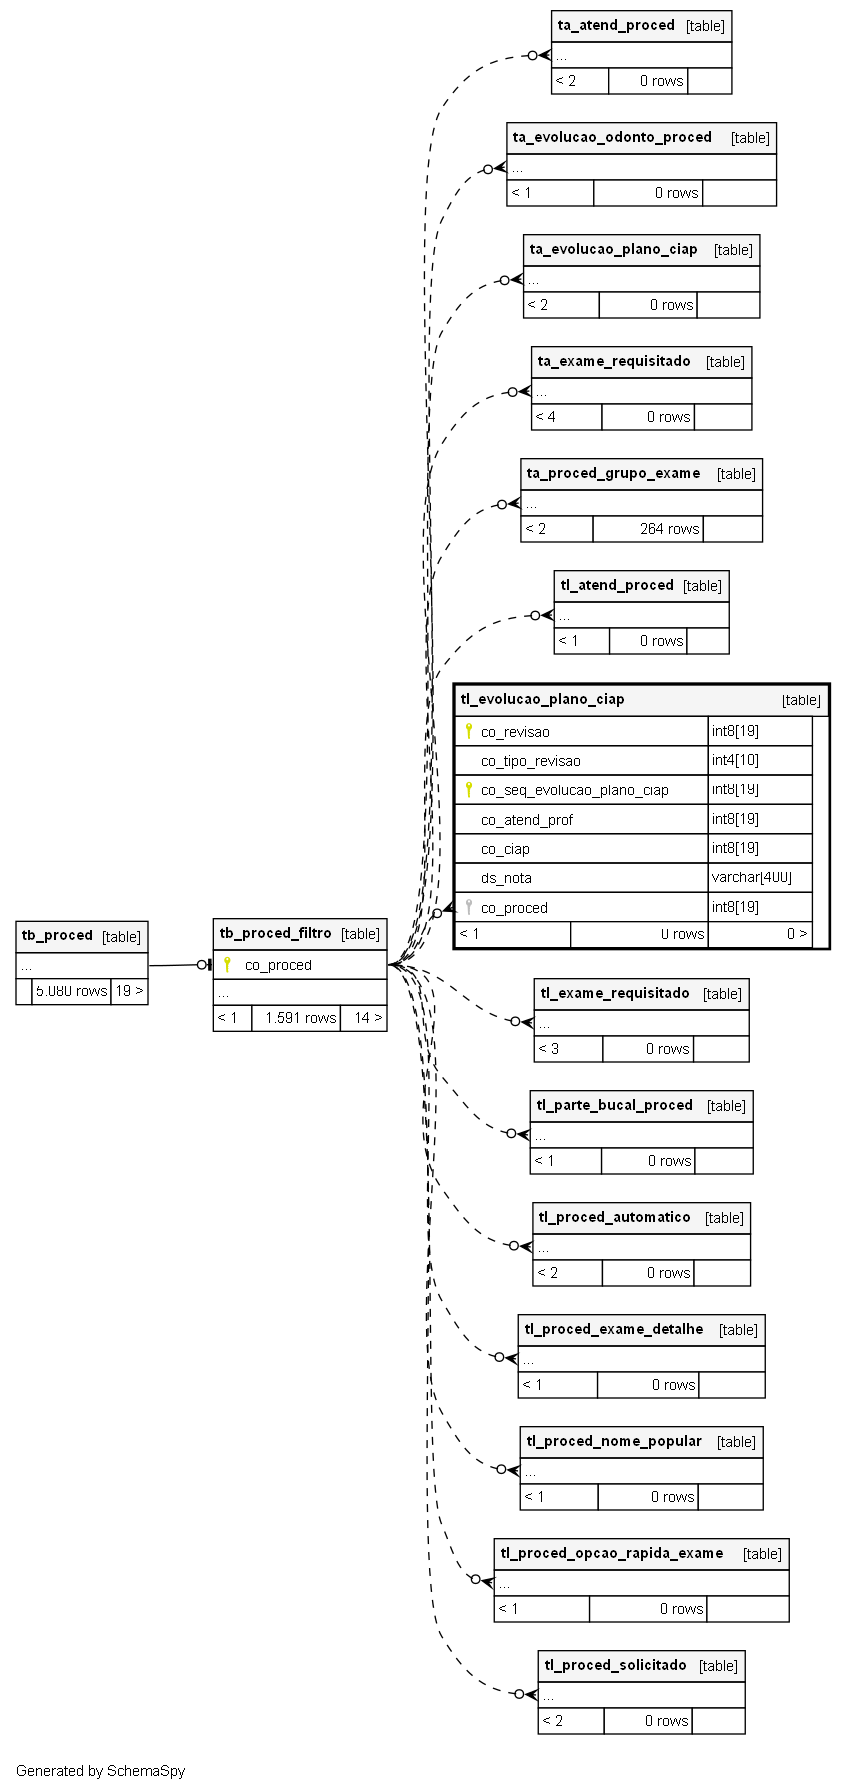 ta_atend_proced [table]
...
< 2 0 rows
ta_evolucao_odonto_proced [table]
...
< 1 0 rows
ta_evolucao_plano_ciap [table]
...
< 2 0 rows
ta_exame_requisitado [table]
...
< 4 0 rows
ta_proced_grupo_exame [table]
...
< 2 264 rows
tl_atend_proced [table]
...
< 1 0 rows
tl_evolucao_plano_ciap [table]
co_revisao int8[19]
co_tipo_revisao int4[10]
co_seq_evolucao_plano_ciap int8[19]
co_atend_prof int8[19]
co_ciap int8[19]
ds_nota varchar[400]
co_proced int8[19]
< 1 0 rows 0 >
tb_proced [table]
...
5.080 rows 19 >
tb_proced_filtro [table]
co_proced
...
< 1 1.591 rows 14 >
tl_exame_requisitado [table]
...
< 3 0 rows
tl_parte_bucal_proced [table]
...
< 1 0 rows
tl_proced_automatico [table]
...
< 2 0 rows
tl_proced_exame_detalhe [table]
...
< 1 0 rows
tl_proced_nome_popular [table]
...
< 1 0 rows
tl_proced_opcao_rapida_exame [table]
...
< 1 0 rows
tl_proced_solicitado [table]
...
< 2 0 rows
Generated by SchemaSpy